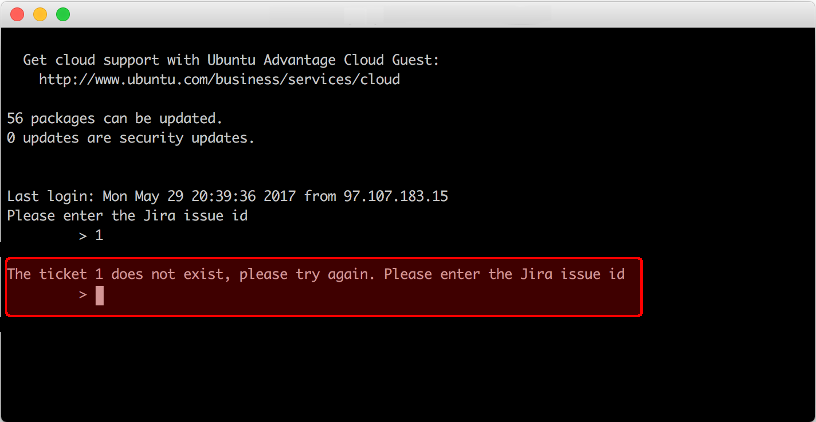 Get cloud support with Ubuntu Advantage Cloud Guest:
http://www.ubuntu.com/business/services/cloud
56 packages can be updated.
0 updates are security updates.
Last login: Mon May 29 20:39:36 2017 from 97.107.183.15
Please enter the Jira issue id
> 1
The ticket 1 does not exist, please try again. Please enter the Jira issue id
>